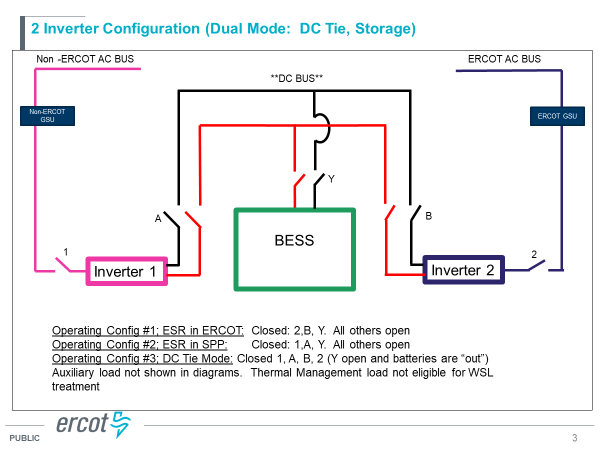 2 Inverter Configuration (Dual Mode:  DC Tie, Storage)
Non -ERCOT AC BUS
ERCOT AC BUS
**DC BUS**
Non-ERCOT
GSU
ERCOT GSU
Y
A
B
BESS
1
2
Inverter 1
Inverter 2
Operating Config #1; ESR in ERCOT:  Closed: 2,B, Y.  All others open
Operating Config #2; ESR in SPP:  Closed: 1,A, Y.  All others open
Operating Config #3; DC Tie Mode: Closed 1, A, B, 2 (Y open and batteries are “out”)
Auxiliary load not shown in diagrams.  Thermal Management load not eligible for WSL
treatment
ercot
PUBLIC
3